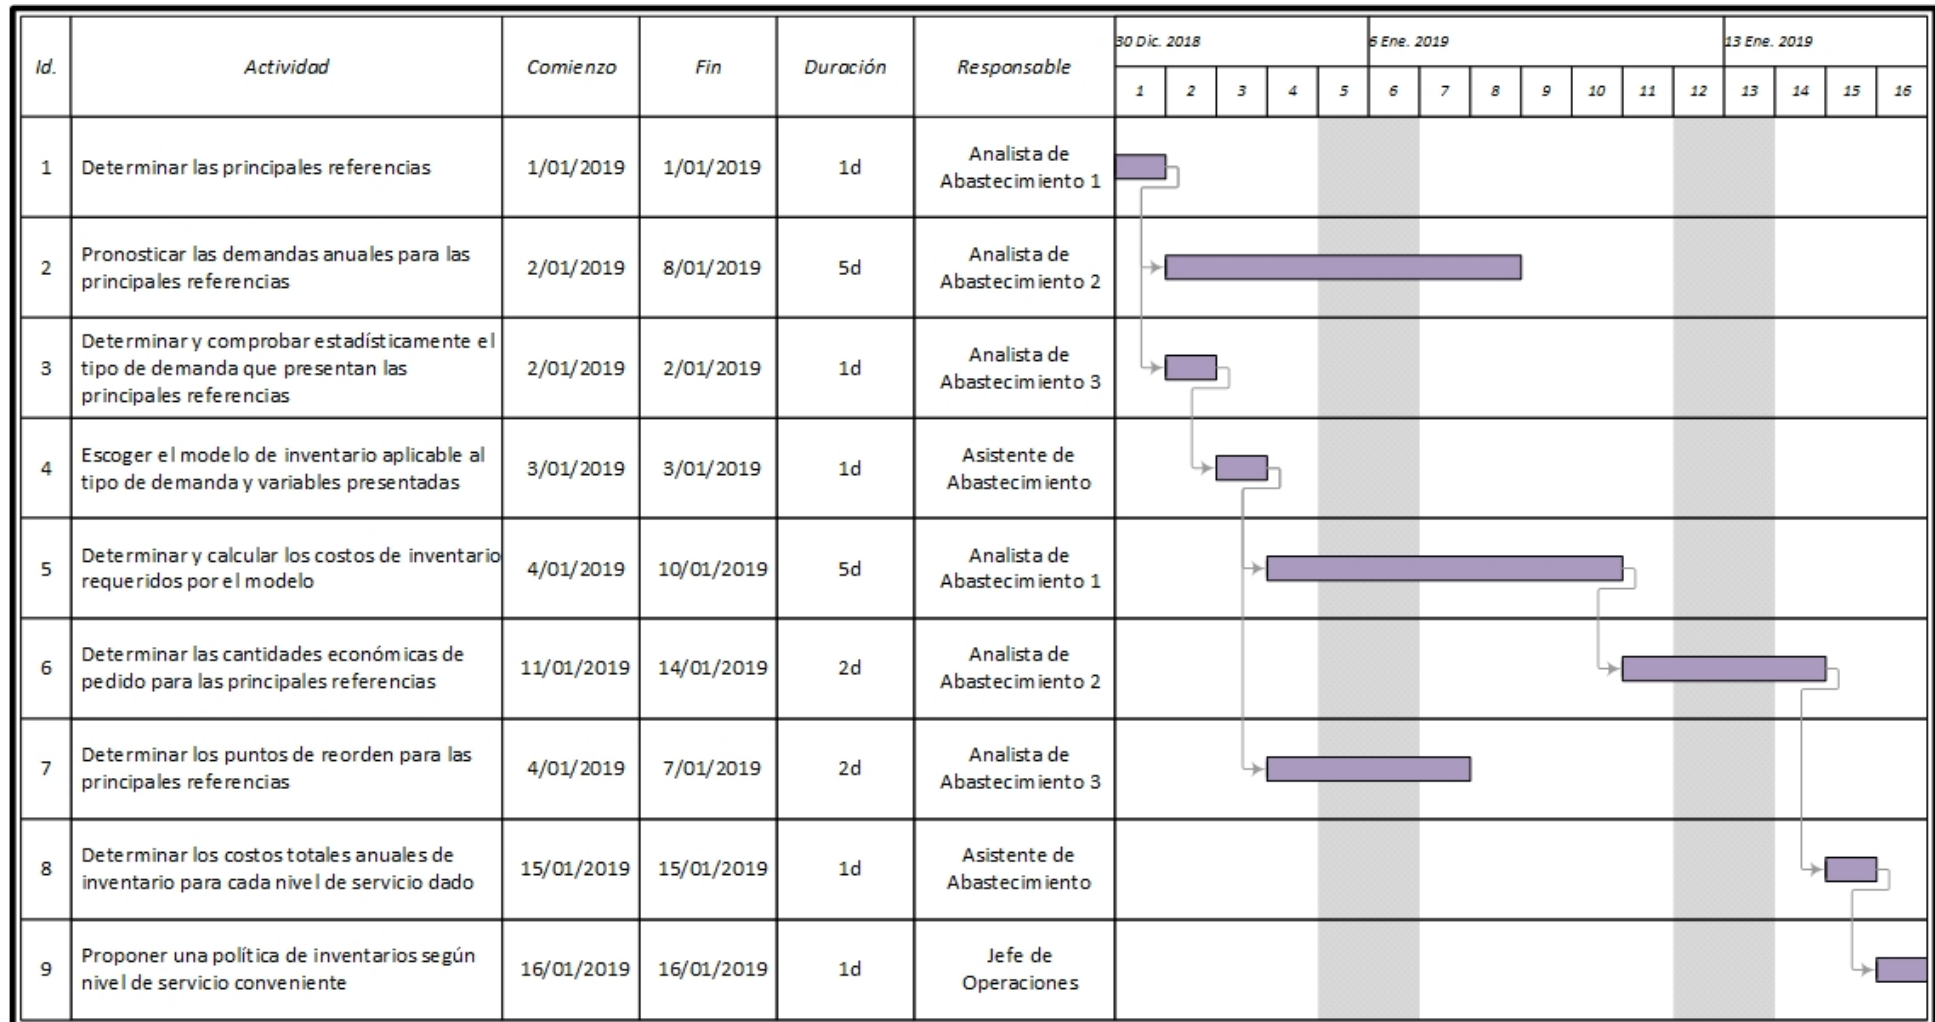 Id.
Actividad
Comienzo
Fin
Duración
Responsable
30 Dic. 2018
6 Ene. 2019
13 Ene. 2019
1 2 3 4 5 6 7 8 9 10 11 12 13 14 15 16
1
Determinar las principales referencias
1/01/2019
1/01/2019
1d
Analista de
Abastecimiento 1
2
Pronosticar las demandas anuales para las
principales referencias
2/01/2019
8/01/2019
5d
Analista de
Abastecimiento 2
3
Determinar y comprobar estadísticamente el
tipo de demanda que presentan las
principales referencias
2/01/2019
2/01/2019
1d
Analista de
Abastecimiento 3
4
Escoger el modelo de inventario aplicable al
tipo de demanda y variables presentadas
3/01/2019
3/01/2019
1d
Asistente de
Abastecimiento
5
Determinar y calcular los costos de inventario
requeridos por el modelo
4/01/2019
10/01/2019
5d
Analista de
Abastecimiento 1
6
Determinar las cantidades económicas de
pedido para las principales referencias
11/01/2019
14/01/2019
2d
Analista de
Abastecimiento 2
7
Determinar los puntos de reorden para las
principales referencias
4/01/2019
7/01/2019
2d
Analista de
Abastecimiento 3
8
Determinar los costos totales anuales de
inventario para cada nivel de servicio dado
15/01/2019
15/01/2019
1d
Asistente de
Abastecimiento
9
Proponer una política de inventarios según
nivel de servicio conveniente
16/01/2019
16/01/2019
1d
Jefe de
Operaciones